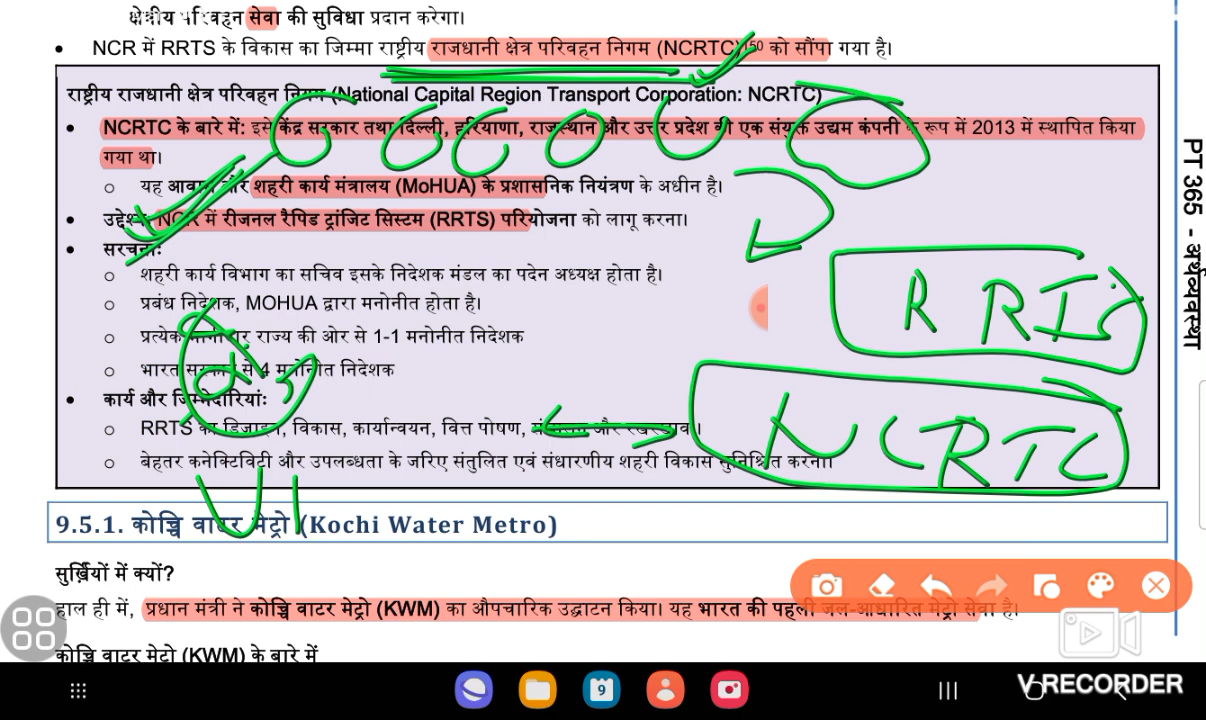 क्षेत्रीय परिवहन सेवा की सुविधा प्रदान करेगा।
• NCR में RRTS के विकास का जिम्मा राष्ट्रीय राजधानी क्षेत्र परिवहन निगम (NCRTC)150 को सौंपा गया है।
राष्ट्रीय राजधानी क्षेत्र परिवहन निगम (National Capital Region Transport Corporation: NCRTC)
• NCRTC के बारे में: इसे केंद्र सरकार तथा दिल्ली, हरियाणा, राजस्थान और उत्तर प्रदेश की एक संयुक्त उद्यम कंपनी के रूप में 2013 में स्थापित किया
गया था।
o यह आवास और शहरी कार्य मंत्रालय (MoHUA) के प्रशासनिक नियंत्रण के अधीन है।
• उद्देश्य: NCR में रीजनल रैपिड ट्रांजिट सिस्टम (RRTS) परियोजना को लागू करना।
• सरचना:
o शहरी कार्य विभाग का सचिव इसके निदेशक मंडल का पदेन अध्यक्ष होता है।
o प्रबंध निदेशक, MOHUA द्वारा मनोनीत होता है।
o प्रत्येक राज्य की ओर से 1-1 मनोनीत निदेशक
o भारत सरकार से 4 मनोनीत निदेशक
• कार्य और जिम्मेदारियां:
o RRTS का डिजाइन, विकास, कार्यान्वयन, वित्त पोषण, और
o बेहतर कनेक्टिविटी और उपलब्धता के जरिए संतुलित एवं संधारणीय शहरी विकास सुनिश्चित करना।
RRTS
NCRTC
9.5.1. कोच्चि वाटर मेट्रो (Kochi Water Metro)
सुर्ख़ियों में क्यों?
हाल ही में, प्रधान मंत्री ने कोच्चि वाटर मेट्रो (KWM) का औपचारिक उद्घाटन किया। यह भारत की पहली जल-आधारित मेट्रो सेवा है।
कोच्चि वाटर मेट्रो (KWM) के बारे में
PT 365 - अर्थव्यवस्था
9
V-RECORDER